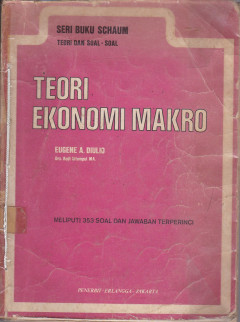 SERI BUKU SCHAUM
TEORI DAN SOAL - SOAL
TEORI
EKONOMI MAKRO
EUGENE A. DIULIO
MELIPUTI 353 SOAL DAN JAWABAN TERPERINCI
PENERBIT ERLANGGA JAKARTA